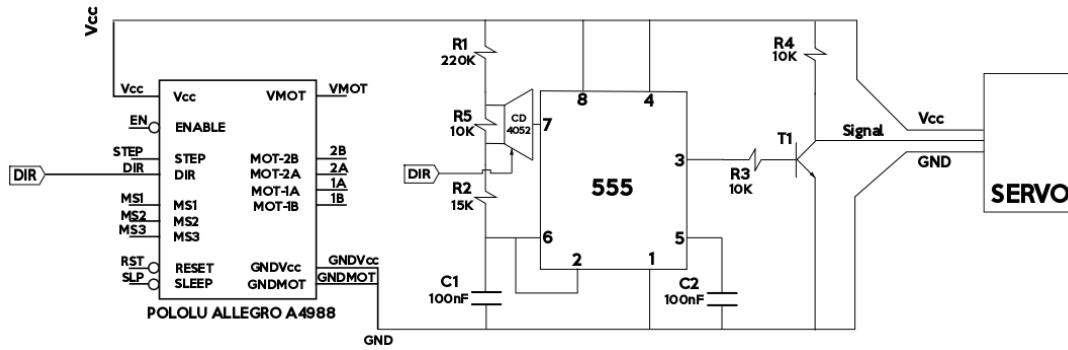 Vcc
Vcc
Vcc
VMOT
VMOT
EN
ENABLE
STEP
STEP
MOT-2B
2B
DIR
DIR
DIR
MOT-2A
2A
MOT-1A
1A
MS1
MS1
MOT-1B
1B
MS2
MS2
MS3
MS3
RST
RESET
GNDVcc
GNDVcc
SLP
SLEEP
GNDMOT
GNDMOT
POLOLU ALLEGRO A4988
GND
R1
220K
R5
10K
CD
4052
DIR
R2
15K
C1
100nF
7
8
4
555
3
6
2
1
5
R3
10K
C2
100nF
R4
10K
T1
Signal
Vcc
GND
SERVO